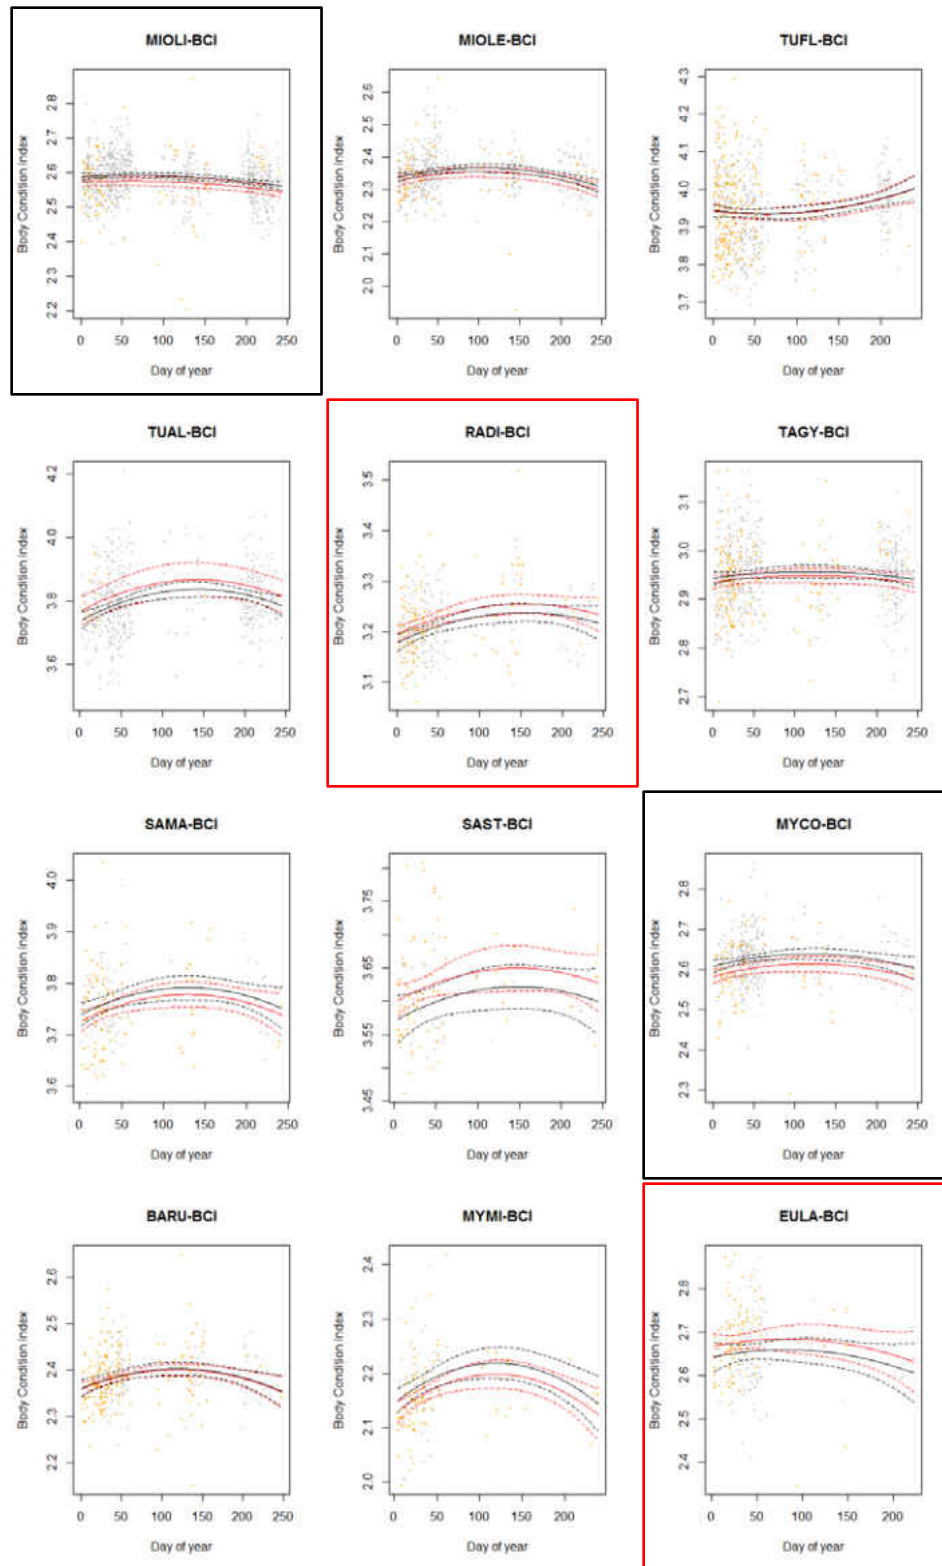 MIOLI-BCI
Body Condition index
2.2 2.3 2.4 2.5 2.6 2.7 2.8
0 50 100 150 200 250
Day of year
MIOLE-BCI
Body Condition index
2.0 2.1 2.2 2.3 2.4 2.5 2.6
0 50 100 150 200 250
Day of year
TUFL-BCI
Body Condition index
3.7 3.8 3.9 4.0 4.1 4.2 4.3
0 50 100 150 200
Day of year
TUAL-BCI
Body Condition index
3.6 3.8 4.0 4.2
0 50 100 150 200 250
Day of year
RADI-BCI
Body Condition index
3.1 3.2 3.3 3.4 3.5
0 50 100 150 200 250
Day of year
TAGY-BCI
Body Condition index
2.7 2.8 2.9 3.0 3.1
0 50 100 150 200 250
Day of year
SAMA-BCI
Body Condition index
3.6 3.7 3.8 3.9 4.0
0 50 100 150 200 250
Day of year
SAST-BCI
Body Condition index
3.45 3.55 3.65 3.75
0 50 100 150 200 250
Day of year
MYCO-BCI
Body Condition index
2.3 2.4 2.5 2.6 2.7 2.8
0 50 100 150 200 250
Day of year
BARU-BCI
Body Condition index
2.2 2.3 2.4 2.5 2.6
0 50 100 150 200 250
Day of year
MYMI-BCI
Body Condition index
2.0 2.1 2.2 2.3 2.4
0 50 100 150 200
Day of year
EULA-BCI
Body Condition index
2.4 2.5 2.6 2.7 2.8
0 50 100 150 200
Day of year